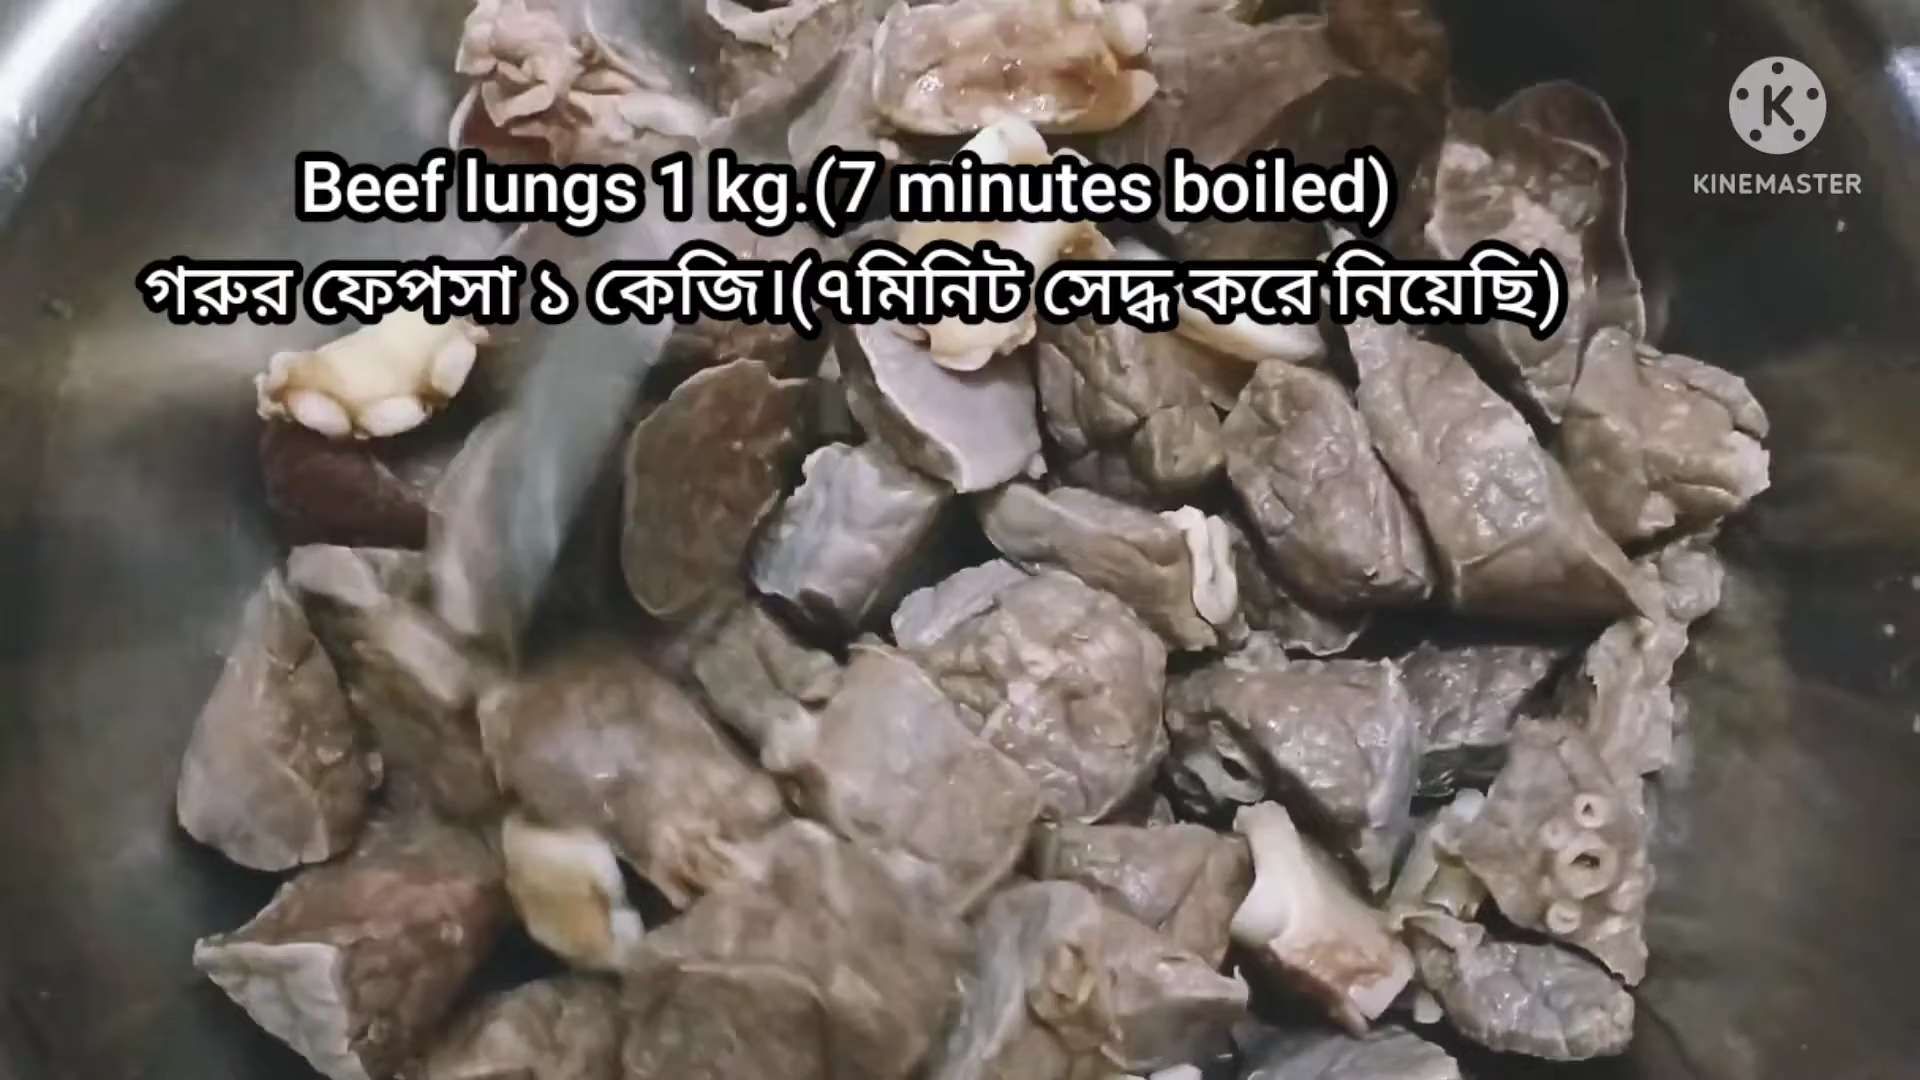 Beef lungs 1 kg.(7 minutes boiled)
গরুর ফেপসা ১ কেজি।(৭মিনিট সেদ্ধ করে নিয়েছি)
K
KINEMASTER